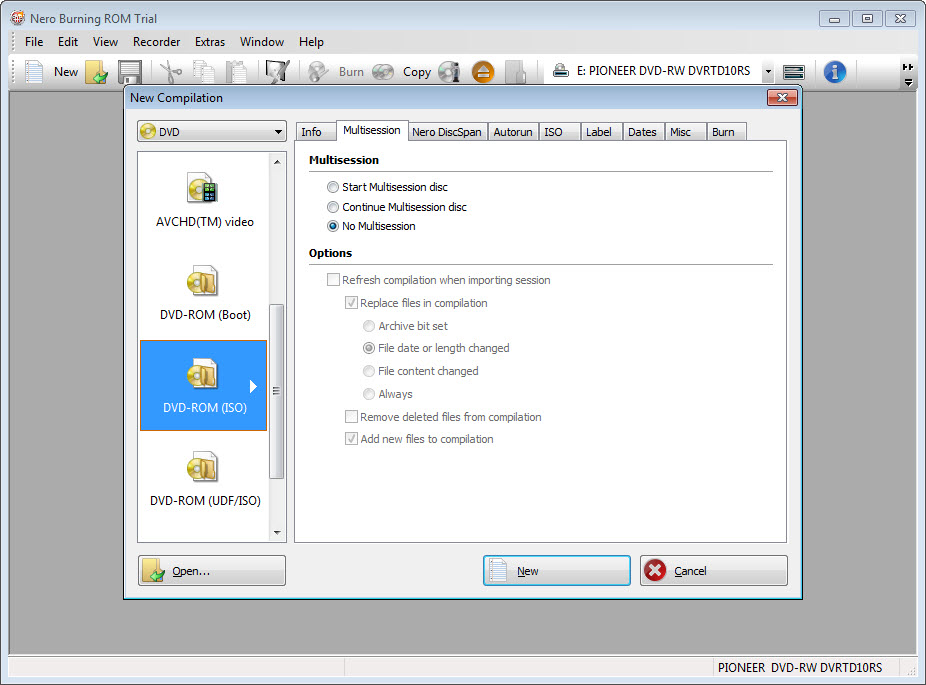 Nero Burning ROM Trial
File Edit View Recorder Extras Window Help
New Burn Copy E: PIONEER DVD-RW DVRTD10RS
New Compilation
DVD
Info Multisession Nero DiscSpan Autorun ISO Label Dates Misc Burn
AVCHD(TM) video
DVD-ROM (Boot)
DVD-ROM (ISO)
DVD-ROM (UDF/ISO)
Multisession
Start Multisession disc
Continue Multisession disc
No Multisession
Options
Refresh compilation when importing session
Replace files in compilation
Archive bit set
File date or length changed
File content changed
Always
Remove deleted files from compilation
Add new files to compilation
Open... New Cancel
PIONEER DVD-RW DVRTD10RS